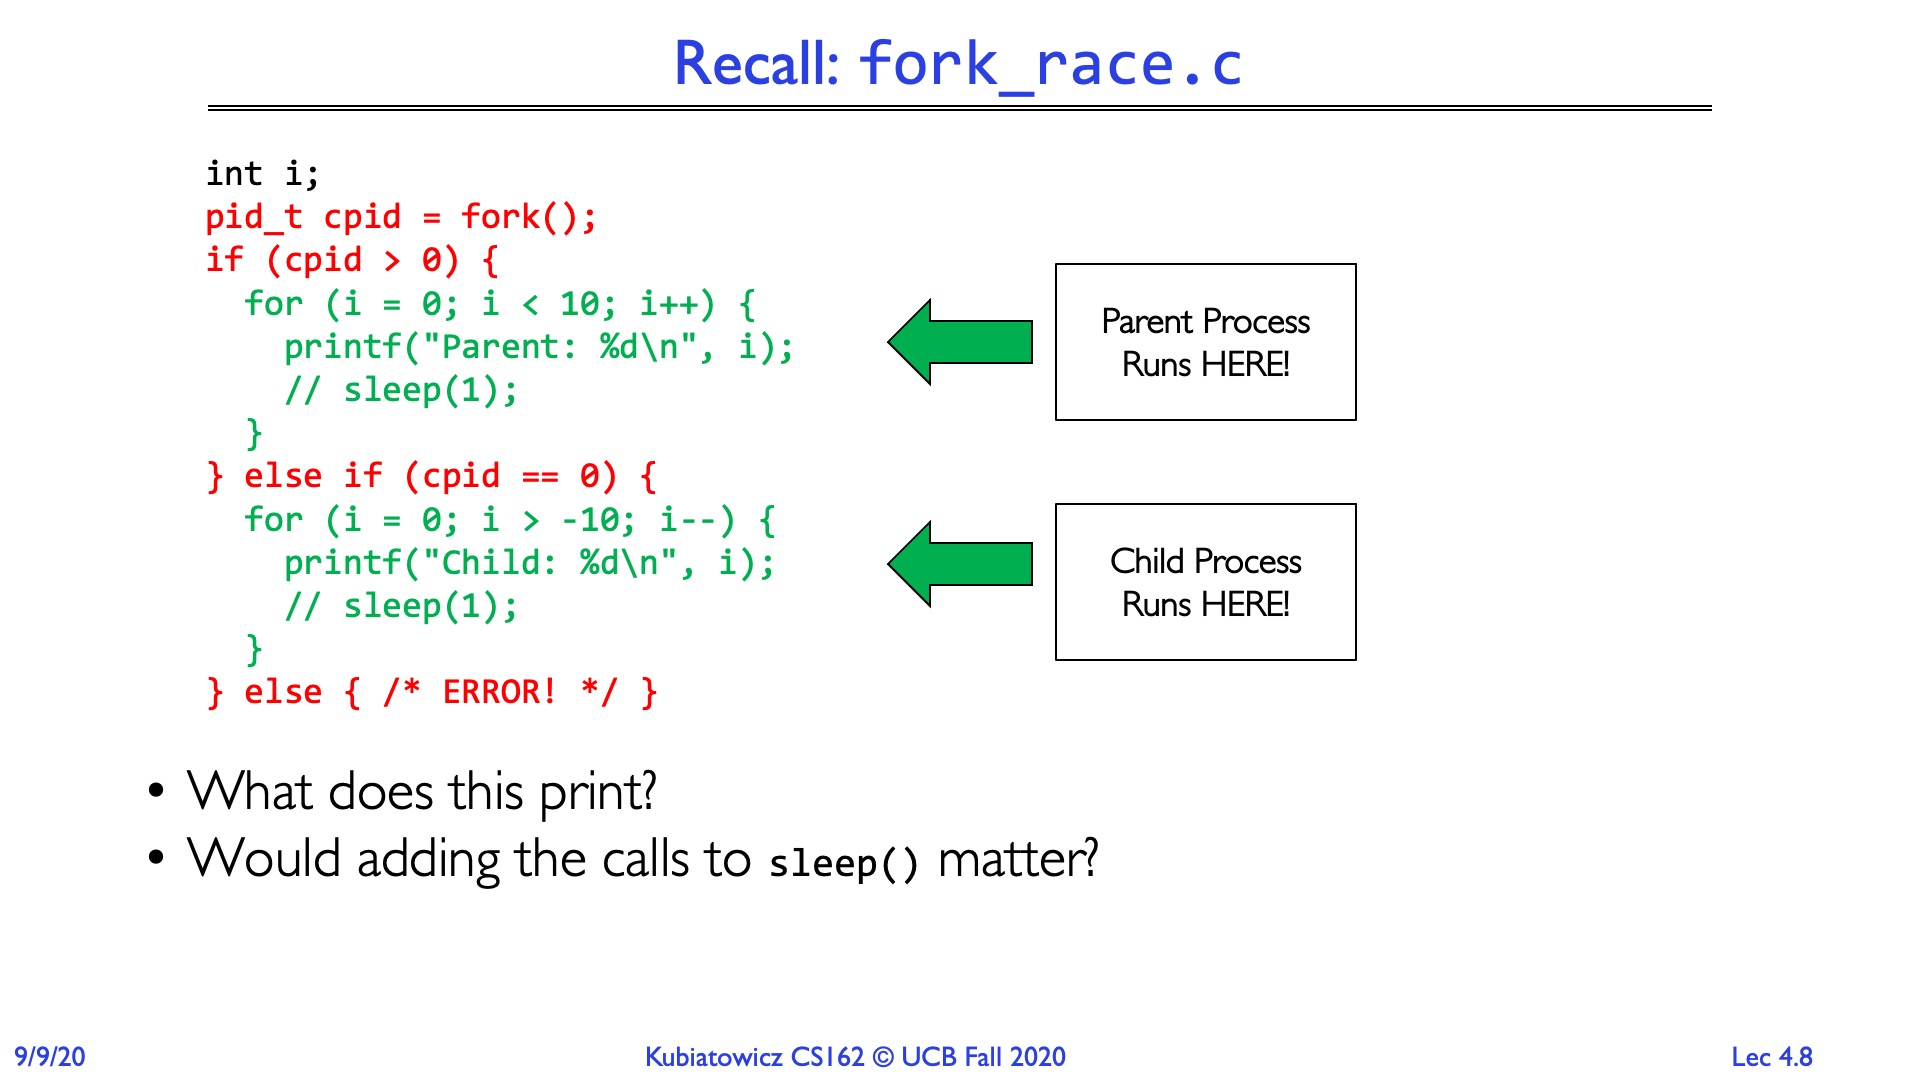 Recall: fork_race.c
int i;
pid_t cpid = fork();
if (cpid > 0) {
  for (i = 0; i < 10; i++) {
    printf("Parent: %d\n", i);
    // sleep(1);
  }
} else if (cpid == 0) {
  for (i = 0; i > -10; i--) {
    printf("Child: %d\n", i);
    // sleep(1);
  }
} else { /* ERROR! */ }
Parent Process
Runs HERE!
Child Process
Runs HERE!
• What does this print?
• Would adding the calls to sleep() matter?
9/9/20
Kubiatowicz CS162 © UCB Fall 2020
Lec 4.8